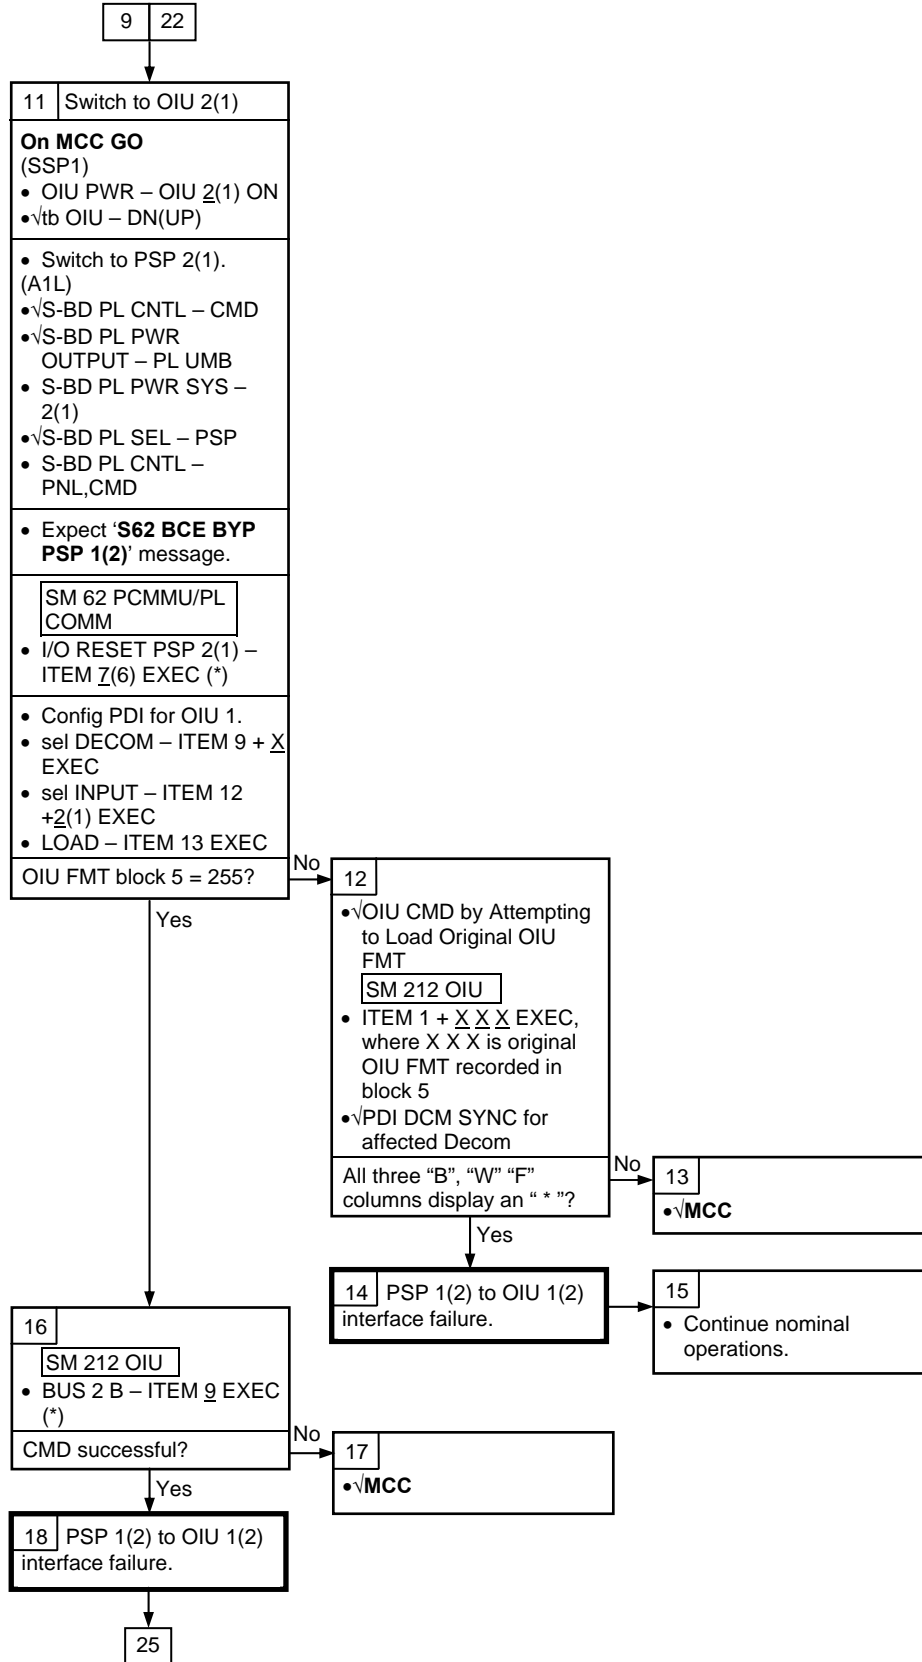 9 22
11 Switch to OIU 2(1)
On MCC GO
(SSP1)
• OIU PWR – OIU 2(1) ON
•√tb OIU – DN(UP)
• Switch to PSP 2(1).
(A1L)
•√S-BD PL CNTL – CMD
•√S-BD PL PWR
OUTPUT – PL UMB
• S-BD PL PWR SYS –
2(1)
•√S-BD PL SEL – PSP
• S-BD PL CNTL –
PNL,CMD
• Expect ‘S62 BCE BYP
PSP 1(2)’ message.
SM 62 PCMMU/PL
COMM
• I/O RESET PSP 2(1) –
ITEM 7(6) EXEC (*)
• Config PDI for OIU 1.
• sel DECOM – ITEM 9 + X
EXEC
• sel INPUT – ITEM 12
+2(1) EXEC
• LOAD – ITEM 13 EXEC
OIU FMT block 5 = 255?
No
Yes
12
•√OIU CMD by Attempting
to Load Original OIU
FMT
SM 212 OIU
• ITEM 1 + X X X EXEC,
where X X X is original
OIU FMT recorded in
block 5
•√PDI DCM SYNC for
affected Decom
All three “B”, “W” “F”
columns display an “ * ”?
No
Yes
13
•√MCC
14 PSP 1(2) to OIU 1(2)
interface failure.
15
• Continue nominal
operations.
16
SM 212 OIU
• BUS 2 B – ITEM 9 EXEC
(*)
CMD successful?
No
Yes
17
•√MCC
18 PSP 1(2) to OIU 1(2)
interface failure.
25